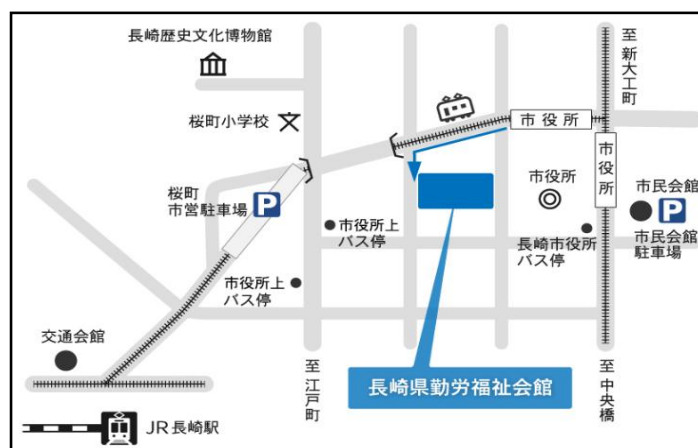 長崎歴史文化博物館
至
新大工町
桜町小学校
市役所
市役所
桜町
市営駐車場
P
市役所
市民会館
P
市民会館
駐車場
市役所上
バス停
長崎市役所
バス停
市役所上
バス停
交通会館
至
江戸町
長崎県勤労福祉会館
至
中央橋
JR長崎駅